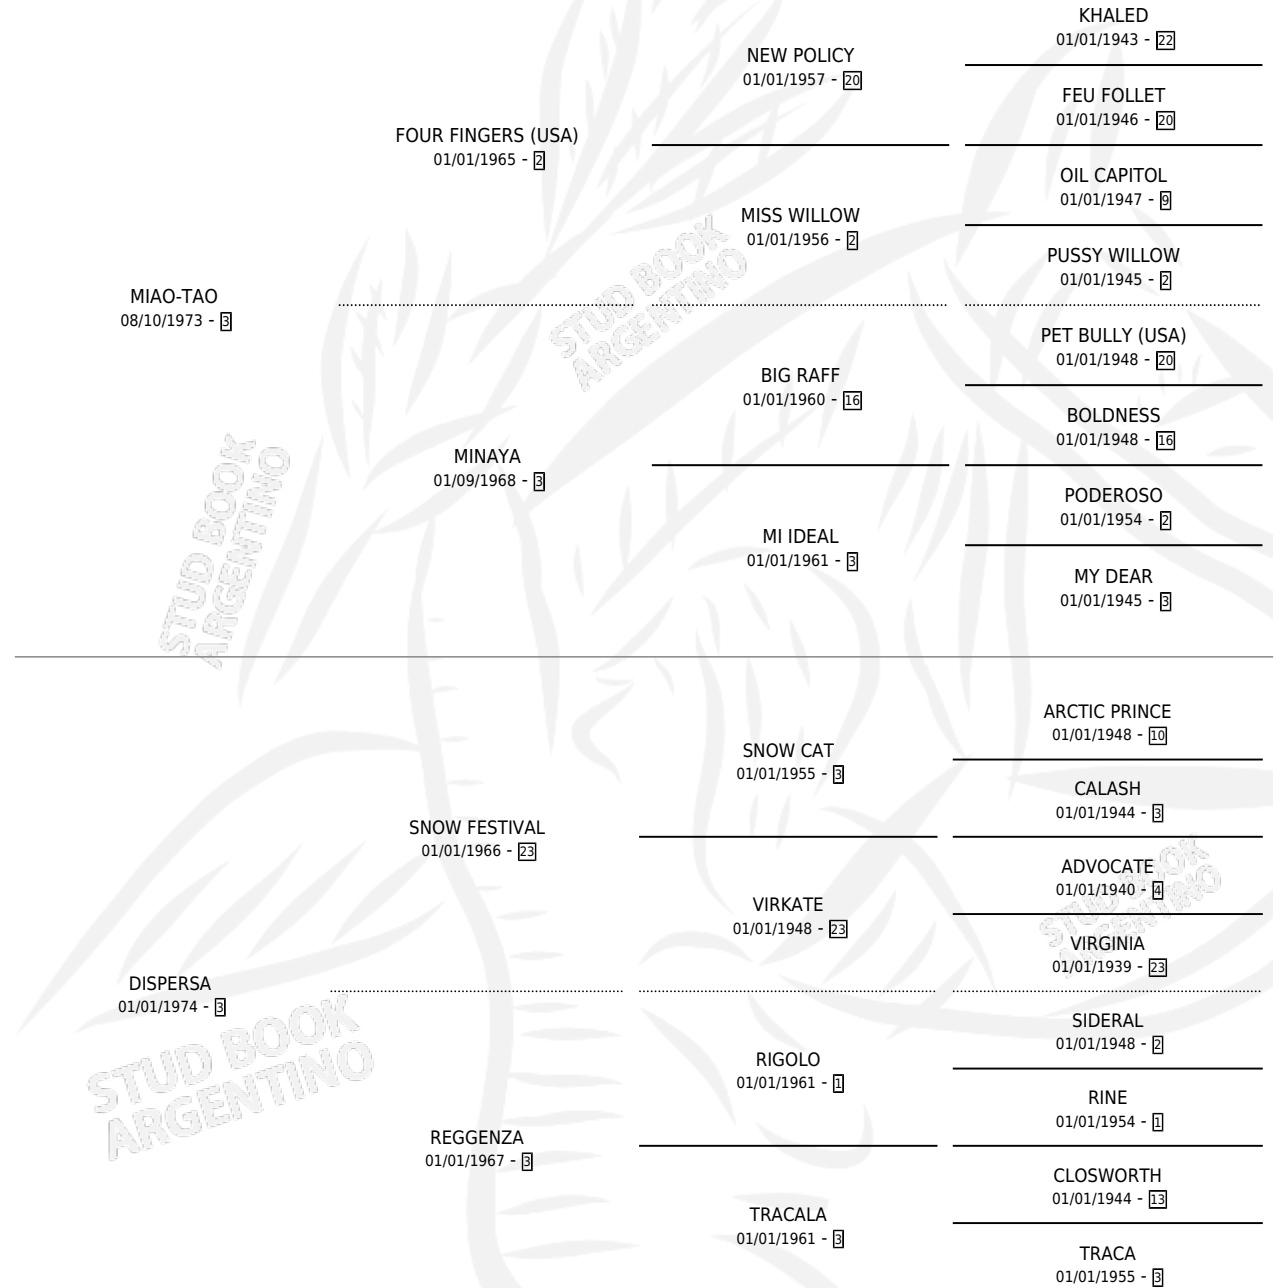 KHALED
01/01/1943 - 22
NEW POLICY
01/01/1957 - 20
FEU FOLLET
01/01/1946 - 20
FOUR FINGERS (USA)
01/01/1965 - 2
OIL CAPITOL
01/01/1947 - 9
MISS WILLOW
01/01/1956 - 2
PUSSY WILLOW
01/01/1945 - 2
MIAO-TAO
08/10/1973 - 3
STUD BOOK
ARGENTINO
PET BULLY (USA)
01/01/1948 - 20
BIG RAFF
01/01/1960 - 16
BOLDNESS
01/01/1948 - 16
MINAYA
01/09/1968 - 3
PODEROSO
01/01/1954 - 2
MI IDEAL
01/01/1961 - 3
MY DEAR
01/01/1945 - 3
STUD BOOK
ARGENTINO
ARCTIC PRINCE
01/01/1948 - 10
SNOW CAT
01/01/1955 - 3
CALASH
01/01/1944 - 3
SNOW FESTIVAL
01/01/1966 - 23
ADVOCATE
01/01/1940 - 4
VIRKATE
01/01/1948 - 23
VIRGINIA
01/01/1939 - 23
STUD BOOK
ARGENTINO
DISPERSA
01/01/1974 - 3
SIDERAL
01/01/1948 - 2
RIGOLO
01/01/1961 - 1
RINE
01/01/1954 - 1
STUD BOOK
ARGENTINO
REGGENZA
01/01/1967 - 3
CLOSWORTH
01/01/1944 - 13
TRACALA
01/01/1961 - 3
TRACA
01/01/1955 - 3